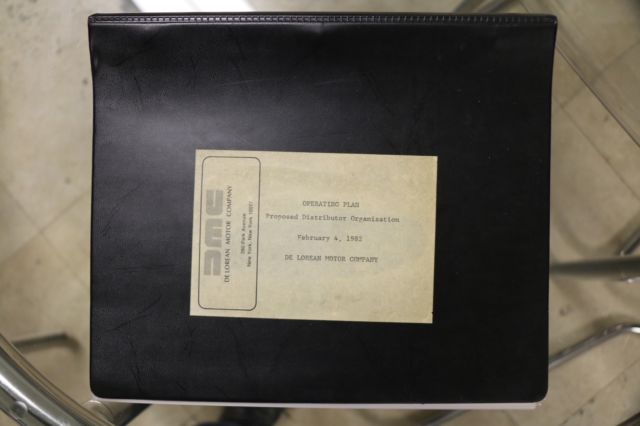 DMC
DE LOREAN MOTOR COMPANY
280 Park Avenue
New York, New York 10017
OPERATING PLAN
Proposed Distributor Organization
February 4, 1982
DE LOREAN MOTOR COMPANY